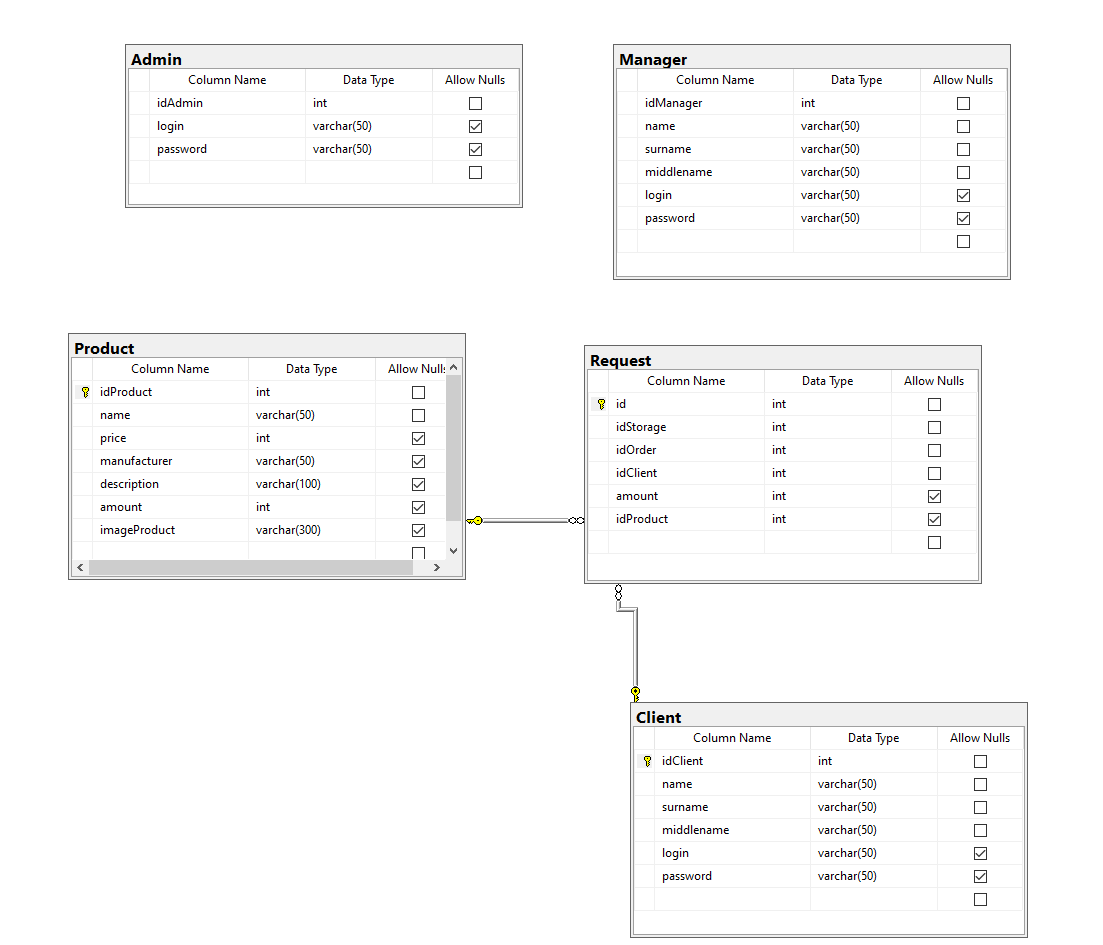 Admin
Column Name Data Type Allow Nulls
idAdmin int
login varchar(50)
password varchar(50)
Manager
Column Name Data Type Allow Nulls
idManager int
name varchar(50)
surname varchar(50)
middlename varchar(50)
login varchar(50)
password varchar(50)
Product
Column Name Data Type Allow Nulls
idProduct int
name varchar(50)
price int
manufacturer varchar(50)
description varchar(100)
amount int
imageProduct varchar(300)
Request
Column Name Data Type Allow Nulls
id int
idStorage int
idOrder int
idClient int
amount int
idProduct int
Client
Column Name Data Type Allow Nulls
idClient int
name varchar(50)
surname varchar(50)
middlename varchar(50)
login varchar(50)
password varchar(50)